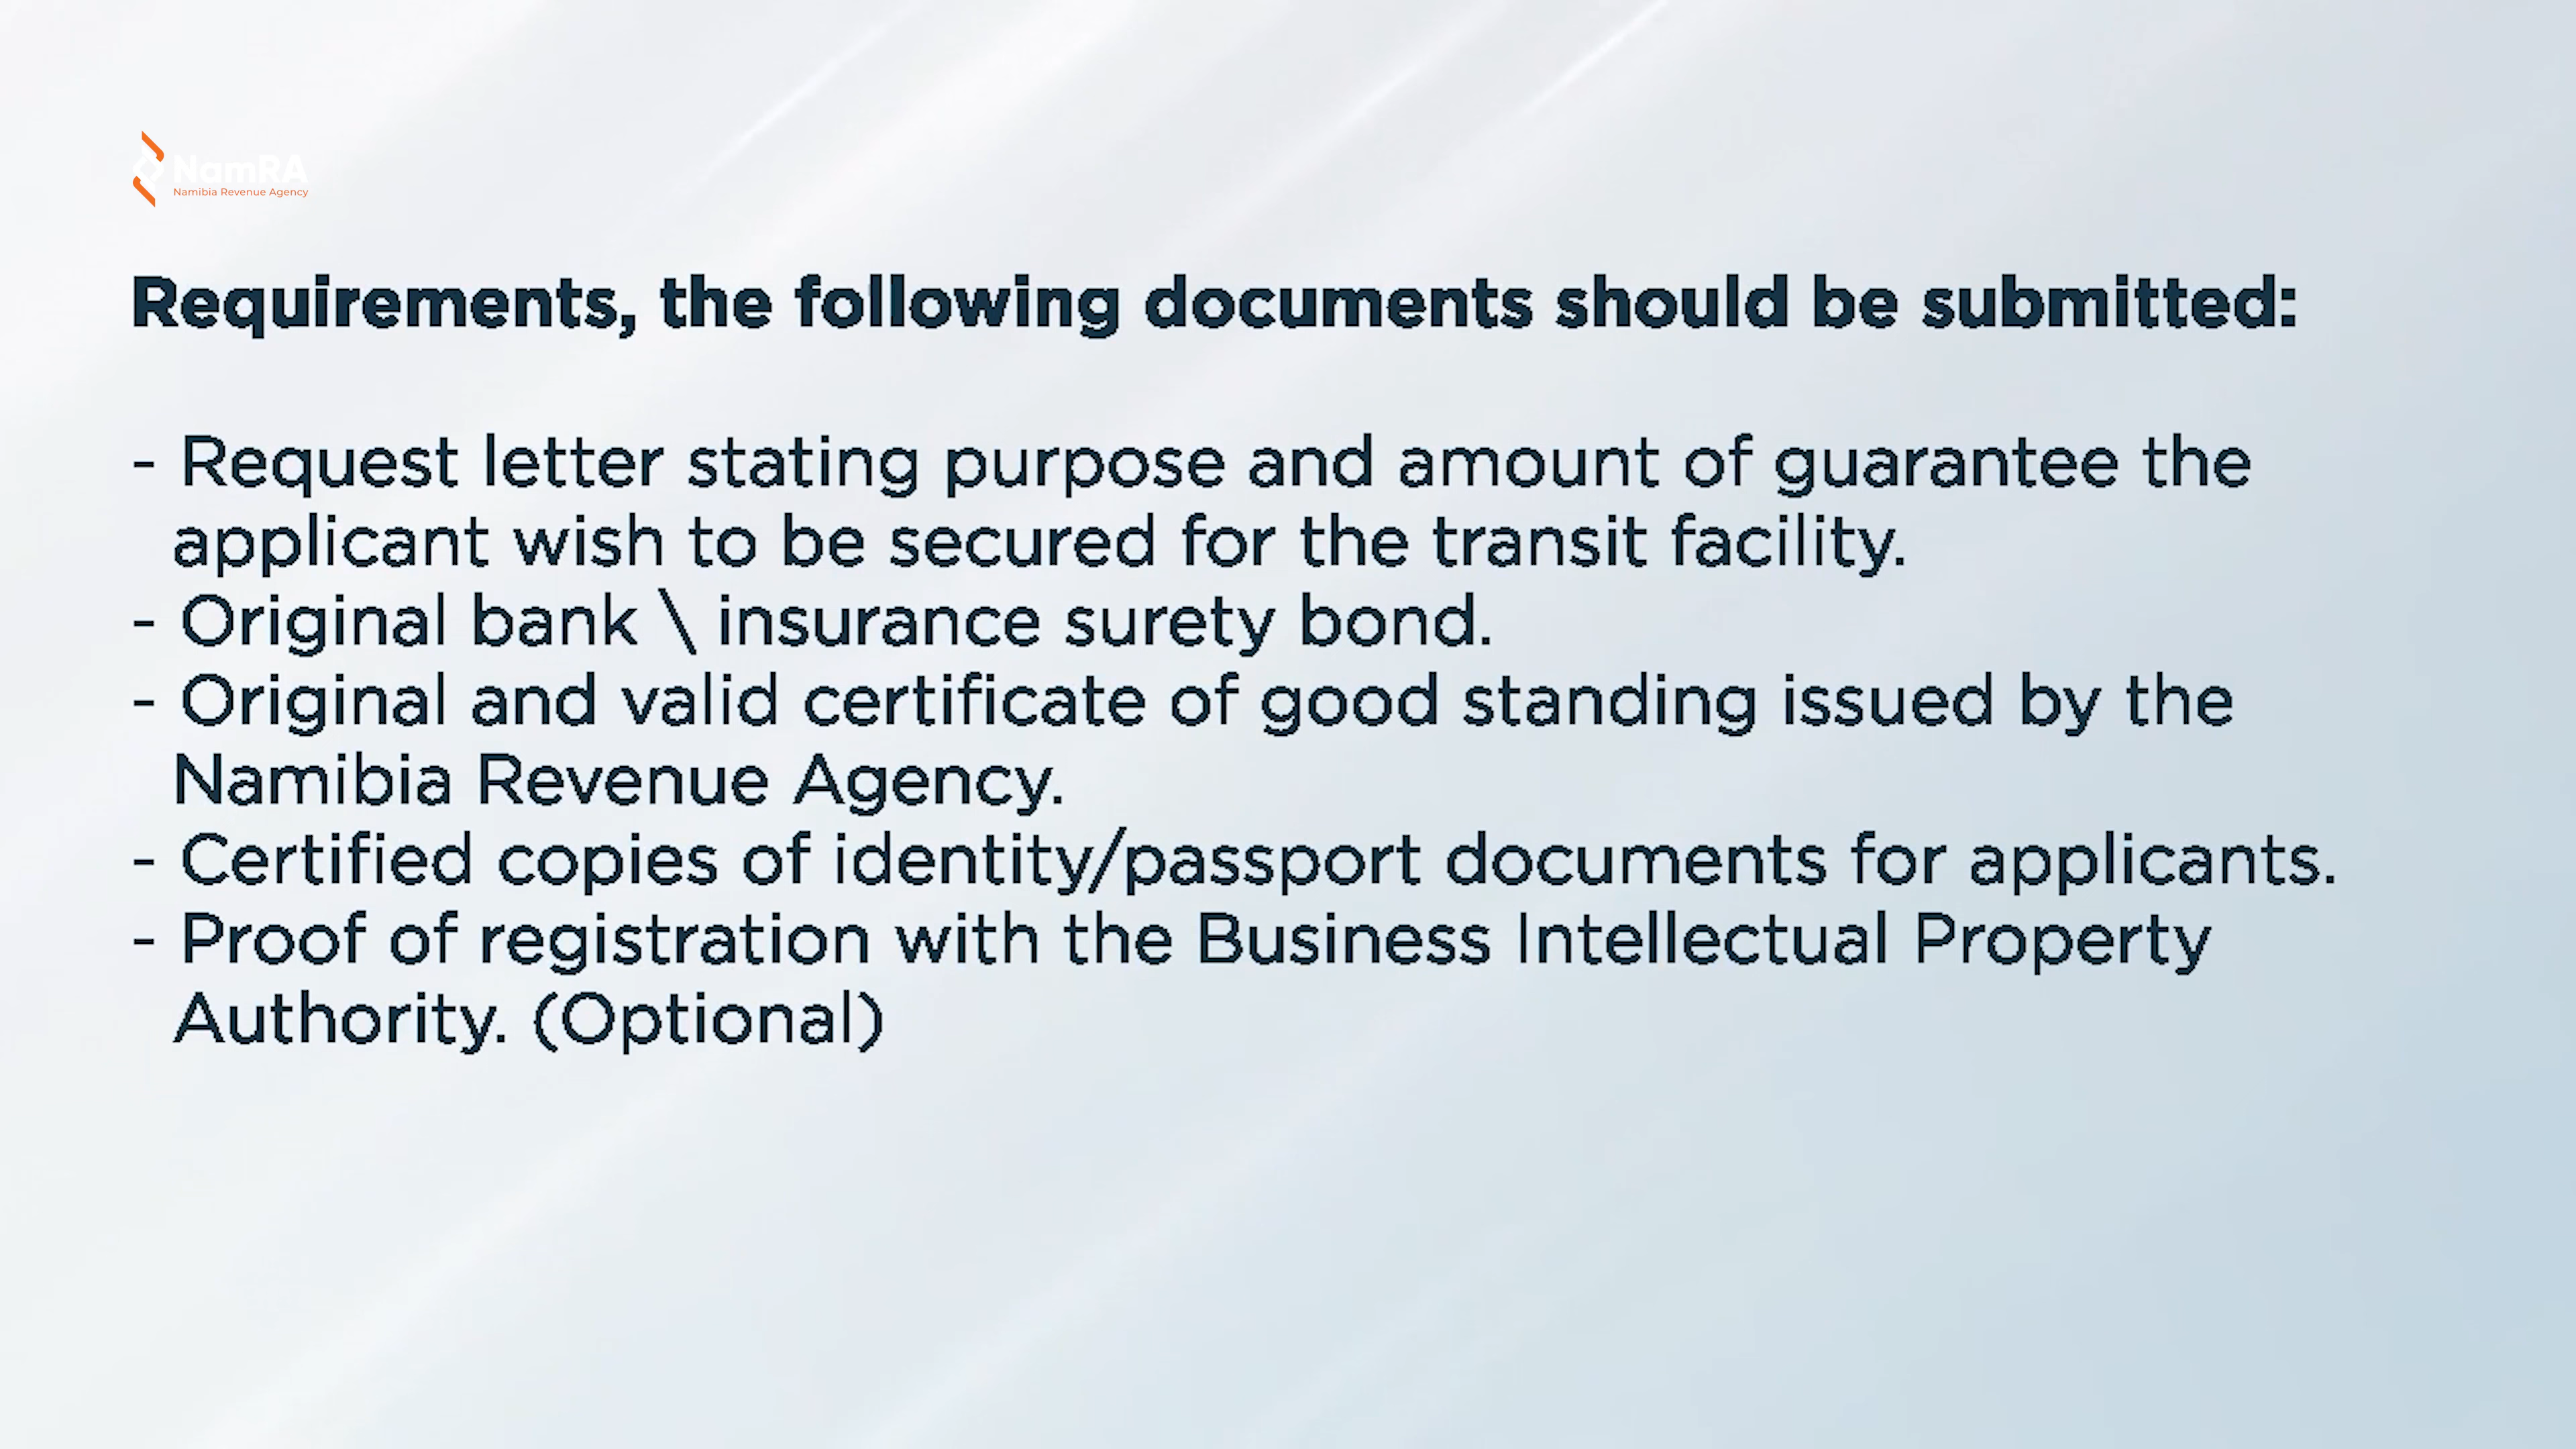 NamRA
Namibia Revenue Agency
Requirements, the following documents should be submitted:
- Request letter stating purpose and amount of guarantee the
applicant wish to be secured for the transit facility.
- Original bank \ insurance surety bond.
- Original and valid certificate of good standing issued by the
Namibia Revenue Agency.
- Certified copies of identity/passport documents for applicants.
- Proof of registration with the Business Intellectual Property
Authority. (Optional)